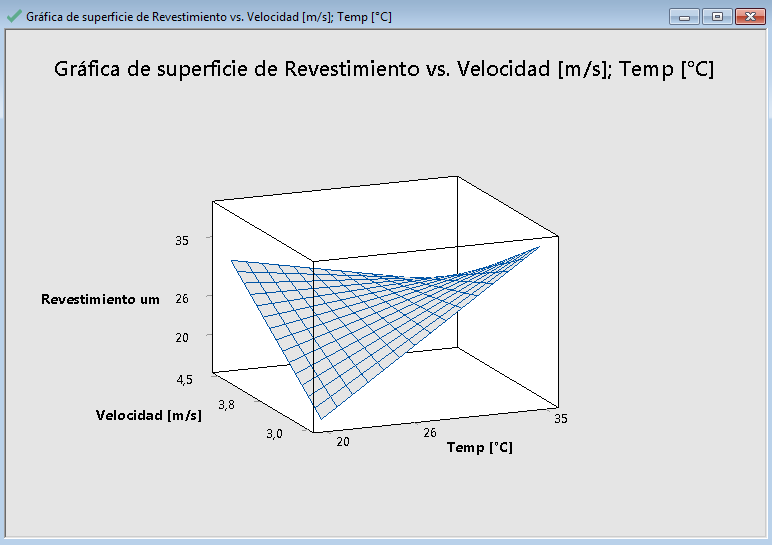 Gráfica de superficie de Revestimiento vs. Velocidad [m/s]; Temp [°C]
Gráfica de superficie de Revestimiento vs. Velocidad [m/s]; Temp [°C]
35
Revestimiento um
26
20
4,5
3,8
Velocidad [m/s]
3,0
20
26
35
Temp [°C]